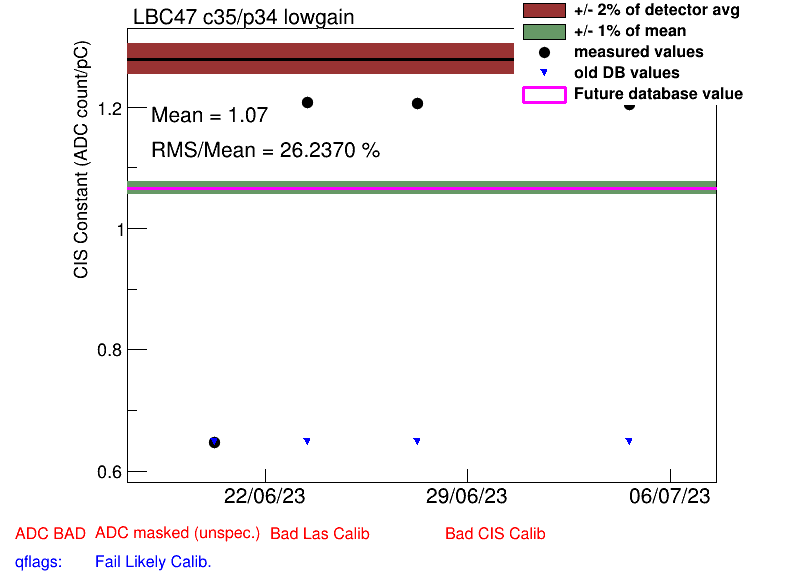 LBC47 c35/p34 lowgain
+/- 2% of detector avg
+/- 1% of mean
measured values
old DB values
Future database value
CIS Constant (ADC count/pC)
Mean = 1.07
RMS/Mean = 26.2370 %
1.2
1
0.8
0.6
22/06/23 29/06/23 06/07/23
ADC BAD ADC masked (unspec.) Bad Las Calib Bad CIS Calib
qflags: Fail Likely Calib.